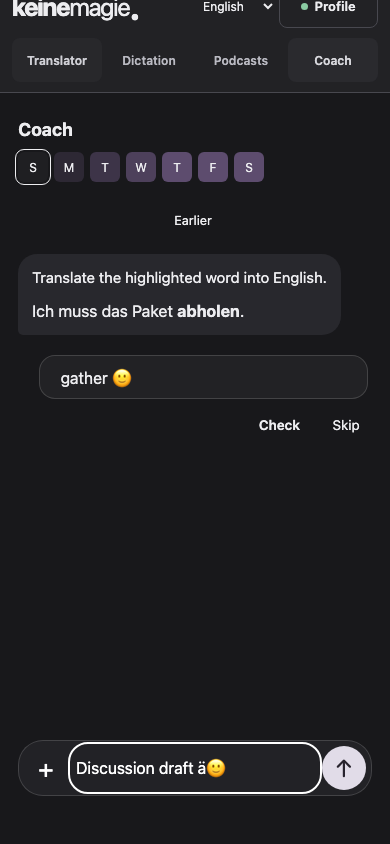 keinemagie.
English
Profile
Translator Dictation Podcasts Coach
Coach
S M T W T F S
Earlier
Translate the highlighted word into English.
Ich muss das Paket abholen.
gather 🙂
Check Skip
+ Discussion draft ä🙂